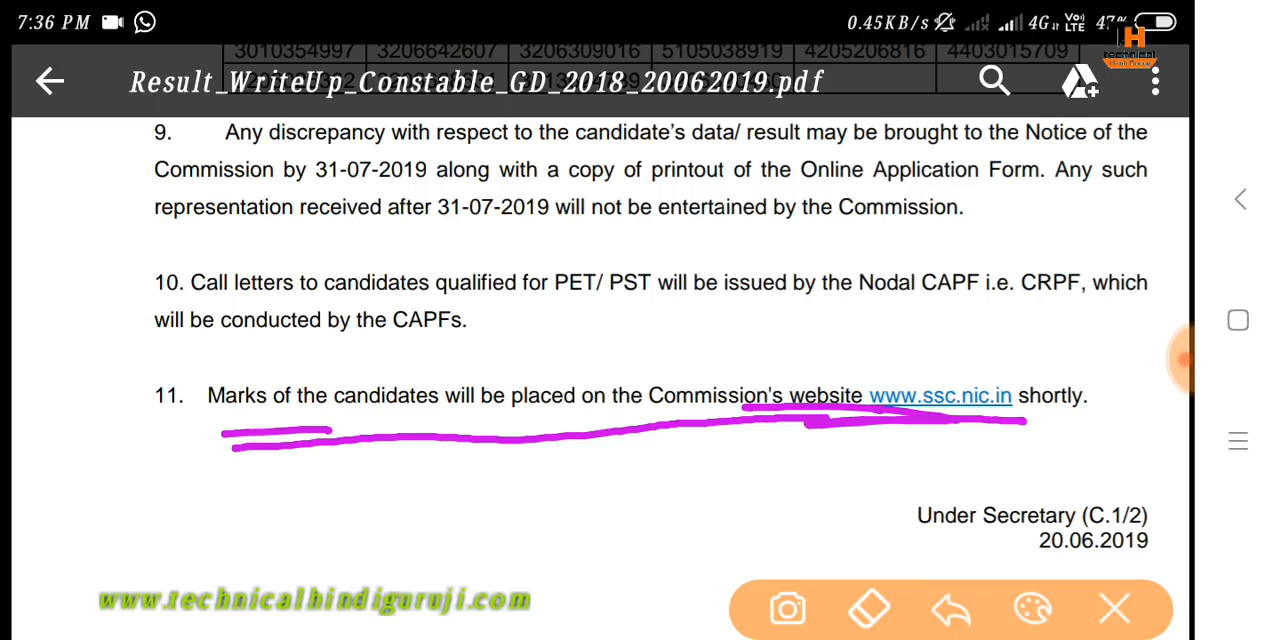 7:36 PM 0.45KB/s 4G VoLTE 47%
3010354997 3206642607 3206309016 5105038919 4205206816 4403015709
H
technical
Hindi Guruji
Result_WriteUp_Constable_GD_2018_20062019.pdf
9. Any discrepancy with respect to the candidate's data/ result may be brought to the Notice of the
Commission by 31-07-2019 along with a copy of printout of the Online Application Form. Any such
representation received after 31-07-2019 will not be entertained by the Commission.
10. Call letters to candidates qualified for PET/ PST will be issued by the Nodal CAPF i.e. CRPF, which
will be conducted by the CAPFs.
11. Marks of the candidates will be placed on the Commission's website www.ssc.nic.in shortly.
Under Secretary (C.1/2)
20.06.2019
www.technicalhindiguruji.com